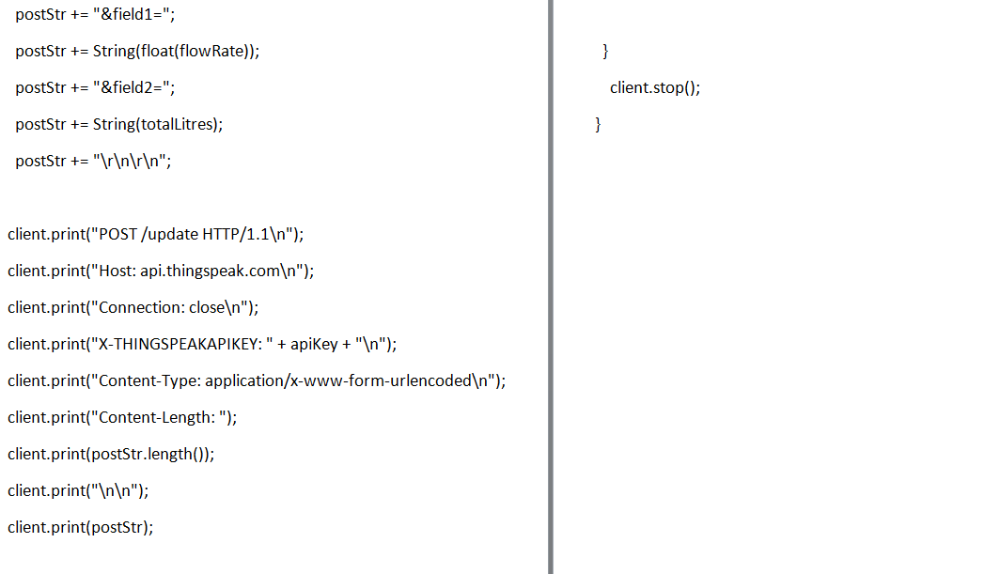 postStr += "&field1=";
postStr += String(float(flowRate));
postStr += "&field2=";
postStr += String(totalLitres);
postStr += "\r\n\r\n";
client.print("POST /update HTTP/1.1\n");
client.print("Host: api.thingspeak.com\n");
client.print("Connection: close\n");
client.print("X-THINGSPEAKAPIKEY: " + apiKey + "\n");
client.print("Content-Type: application/x-www-form-urlencoded\n");
client.print("Content-Length: ");
client.print(postStr.length());
client.print("\n\n");
client.print(postStr);
}
client.stop();
}